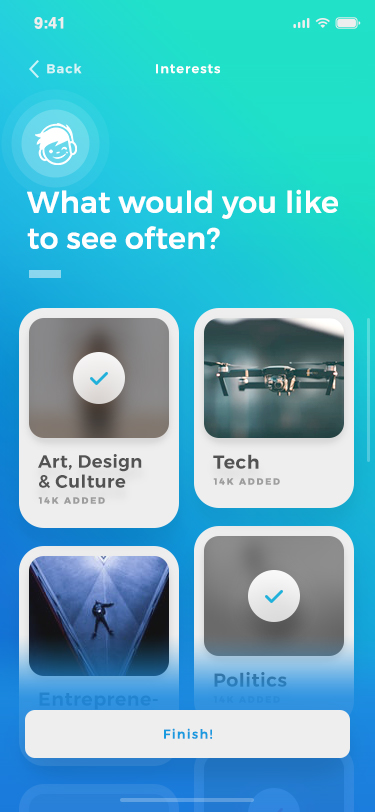 9:41
Back
Interests
What would you like
to see often?
Art, Design
& Culture
14K ADDED
Tech
14K ADDED
Politics
14K ADDED
Entreprene-
Finish!